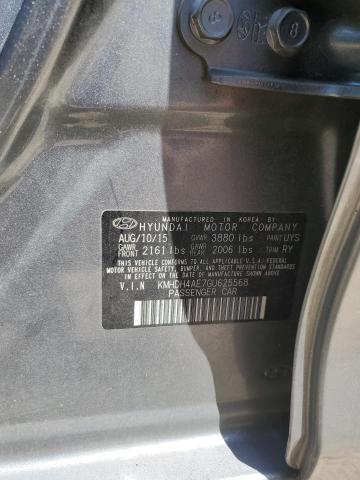 8
MANUFACTURED IN KOREA BY
HYUNDAI MOTOR COMPANY
AUG/10/15 GVWR 3880 lbs PAINT UYS
GAWR FRONT 2161 lbs GAWR REAR 2006 lbs TRIM RY
THIS VEHICLE CONFORMS TO ALL APPLICABLE U.S.A. FEDERAL
MOTOR VEHICLE SAFETY, BUMPER, AND THEFT PREVENTION STANDARDS
IN EFFECT ON THE DATE OF MANUFACTURE SHOWN ABOVE.
V.I.N KMHDH4AE7GU625568
PASSENGER CAR